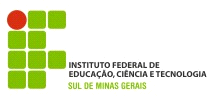 INSTITUTO FEDERAL DE
EDUCAÇÃO, CIÊNCIA E TECNOLOGIA
SUL DE MINAS GERAIS